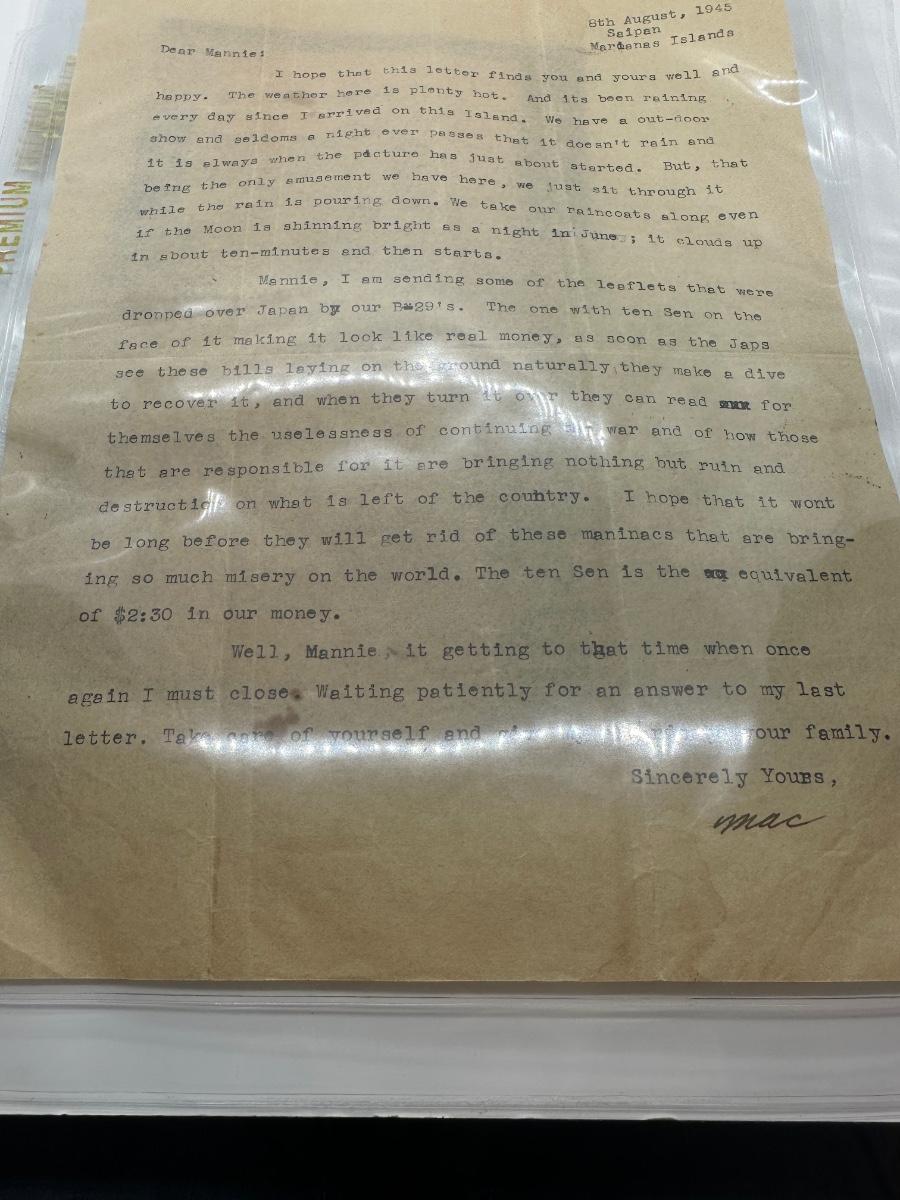 8th August, 1945
Saipan
Marianas Islands
Dear Mannie:
I hope that this letter finds you and yours well and
happy. The weather here is plenty hot. And its been raining
every day since I arrived on this Island. We have a out-door
show and seldoms a night ever passes that it doesn't rain and
it is always when the picture has just about started. But, that
being the only amusement we have here, we just sit through it
while the rain is pouring down. We take our raincoats along even
if the Moon is shinning bright as a night in June ; it clouds up
in about ten-minutes and then starts.
Mannie, I am sending some of the leaflets that were
dropped over Japan by our B-29's. The one with ten Sen on the
face of it making it look like real money, as soon as the Japs
see these bills laying on the ground naturally they make a dive
to recover it, and when they turn it over they can read for
themselves the uselessness of continuing war and of how those
that are responsible for it are bringing nothing but ruin and
destruction on what is left of the country. I hope that it wont
be long before they will get rid of these maninacs that are bring-
ing so much misery on the world. The ten Sen is the equivalent
of $2:30 in our money.
Well, Mannie, it getting to that time when once
again I must close. Waiting patiently for an answer to my last
letter. Take care of yourself and your family.
Sincerely Yours,
mac
PREMIUM